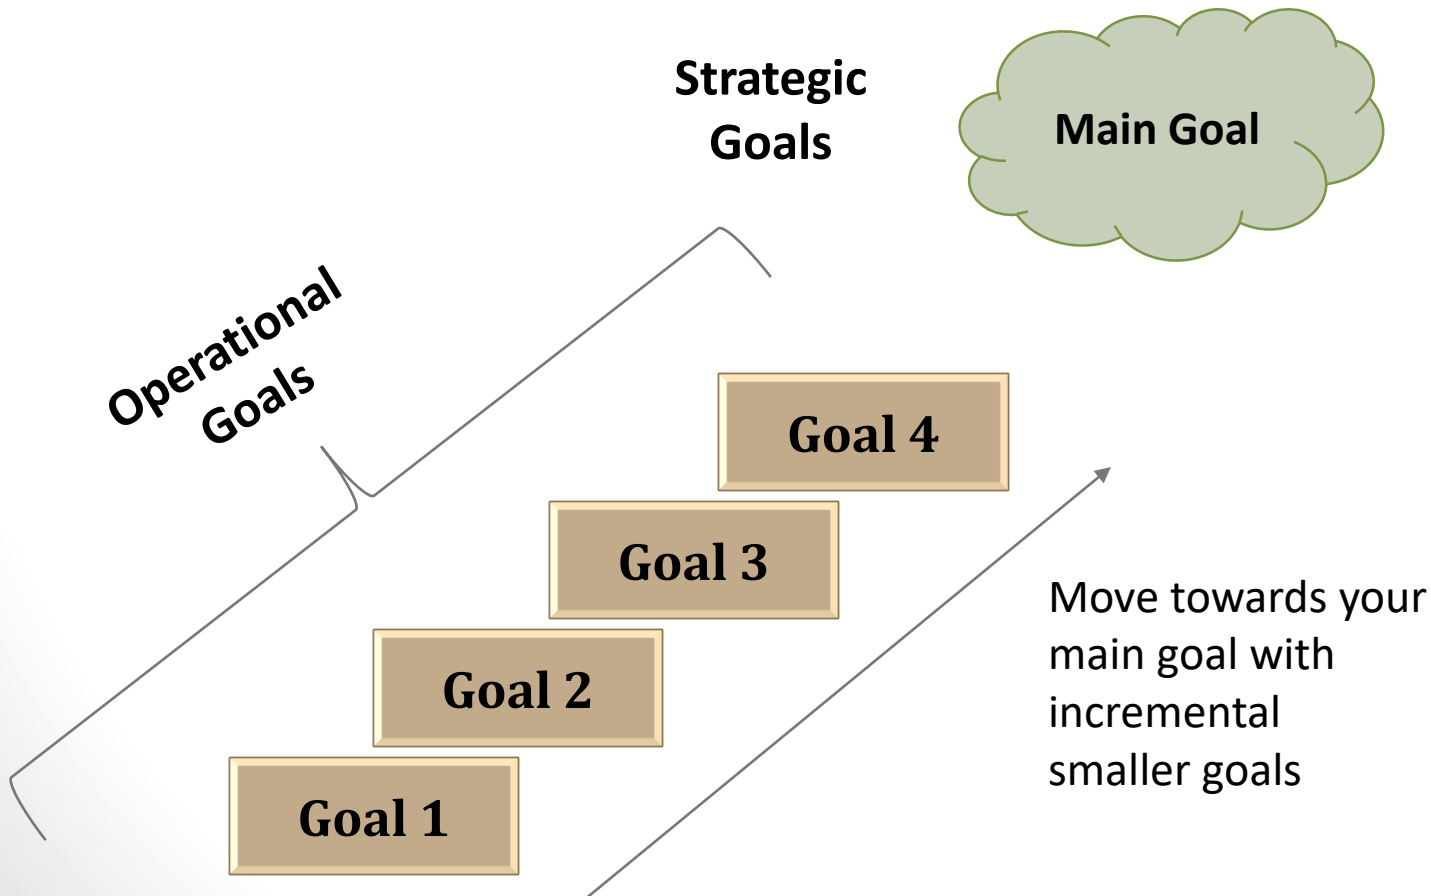 Strategic
Goals
Main Goal
Operational
Goals
Goal 4
Goal 3
Goal 2
Goal 1
Move towards your
main goal with
incremental
smaller goals